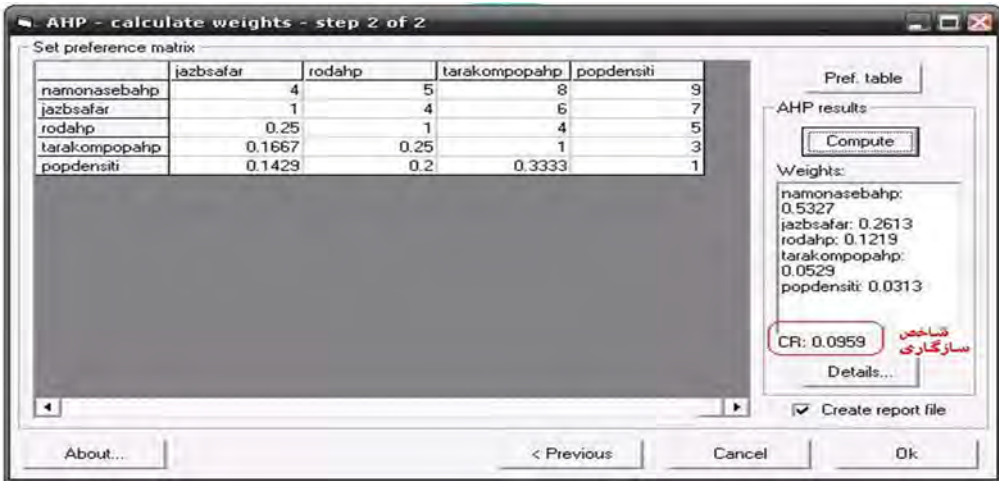 AHP - calculate weights - step 2 of 2
Set preference matrix
jazbsafar rodahp tarakompopahp popdensiti
namonasebahp 4 5 8 9
jazbsafar 1 4 6 7
rodahp 0.25 1 4 5
tarakompopahp 0.1667 0.25 1 3
popdensiti 0.1429 0.2 0.3333 1
Pref. table
AHP results
Compute
Weights:
namonasebahp:
0.5327
jazbsafar: 0.2613
rodahp: 0.1219
tarakompopahp:
0.0529
popdensiti: 0.0313
CR: 0.0959
شاخص
سازگاری
Details...
Create report file
About...
< Previous
Cancel
Ok